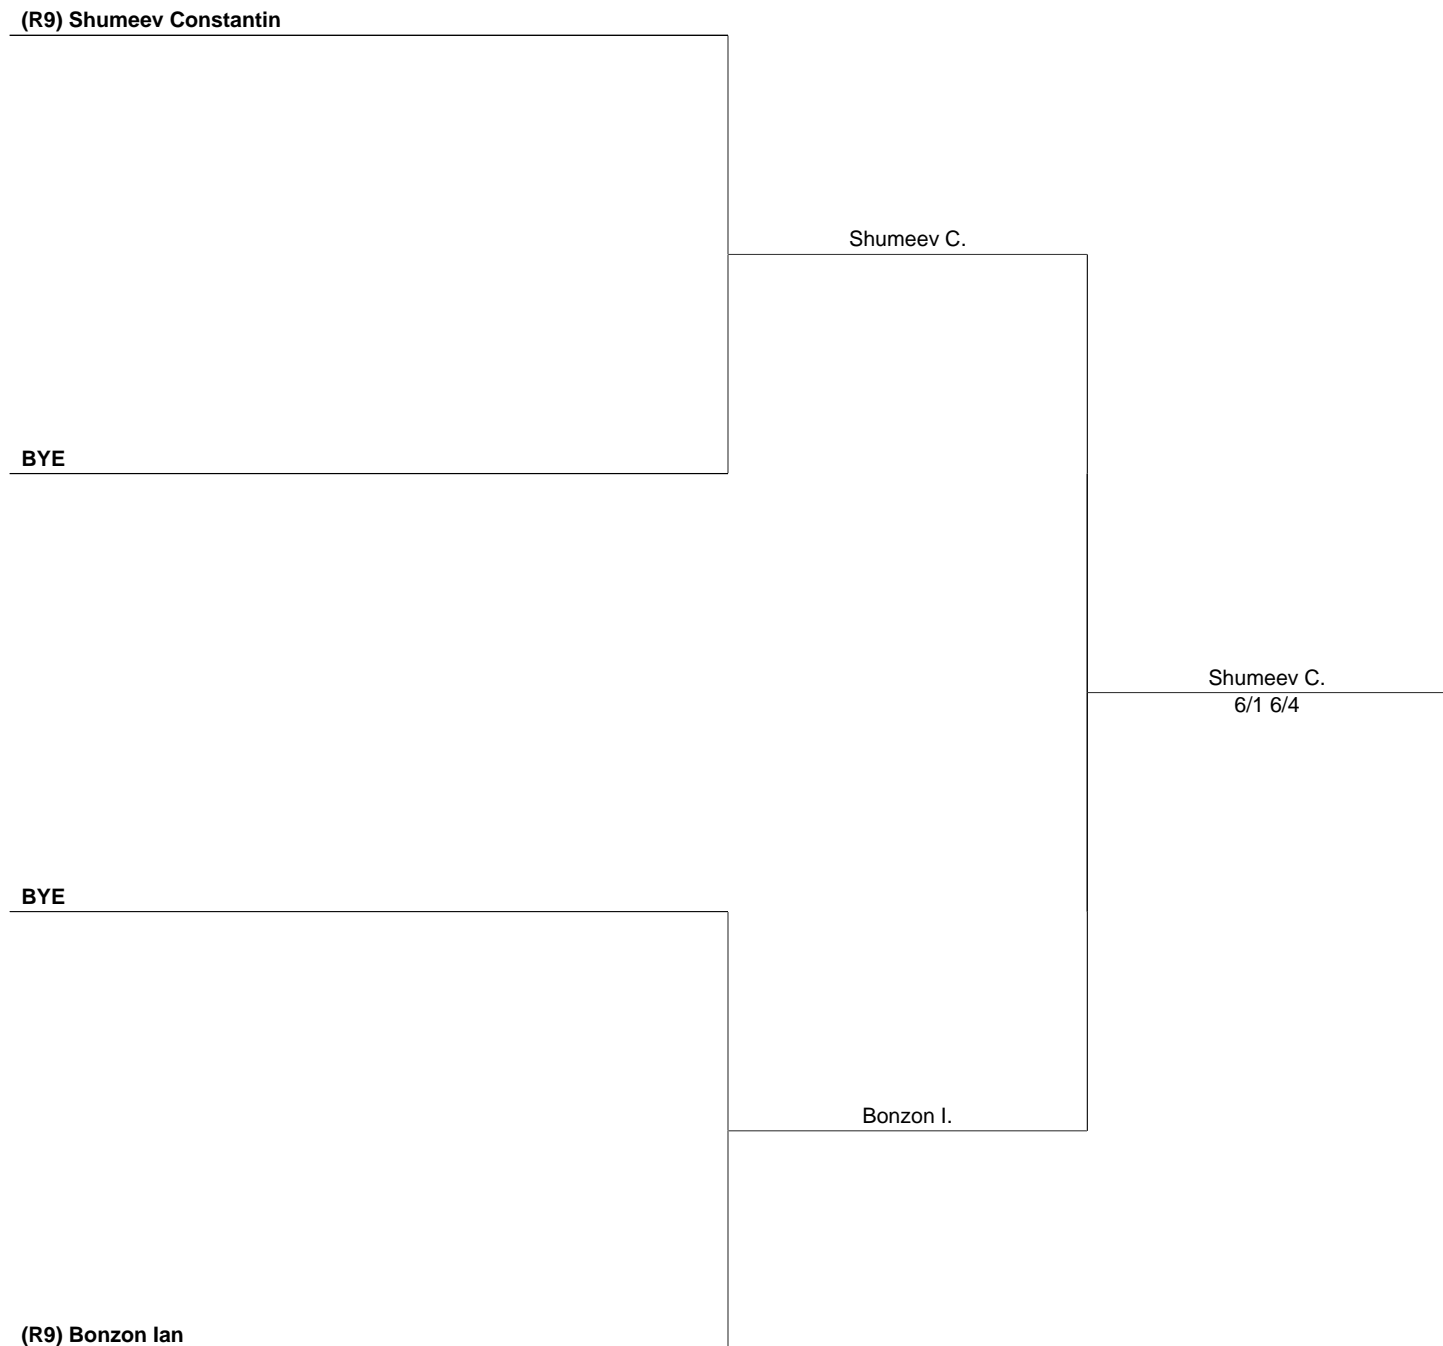 (R9) Shumeev Constantin
Shumeev C.
BYE
Shumeev C.
6/1 6/4
BYE
Bonzon I.
(R9) Bonzon Ian